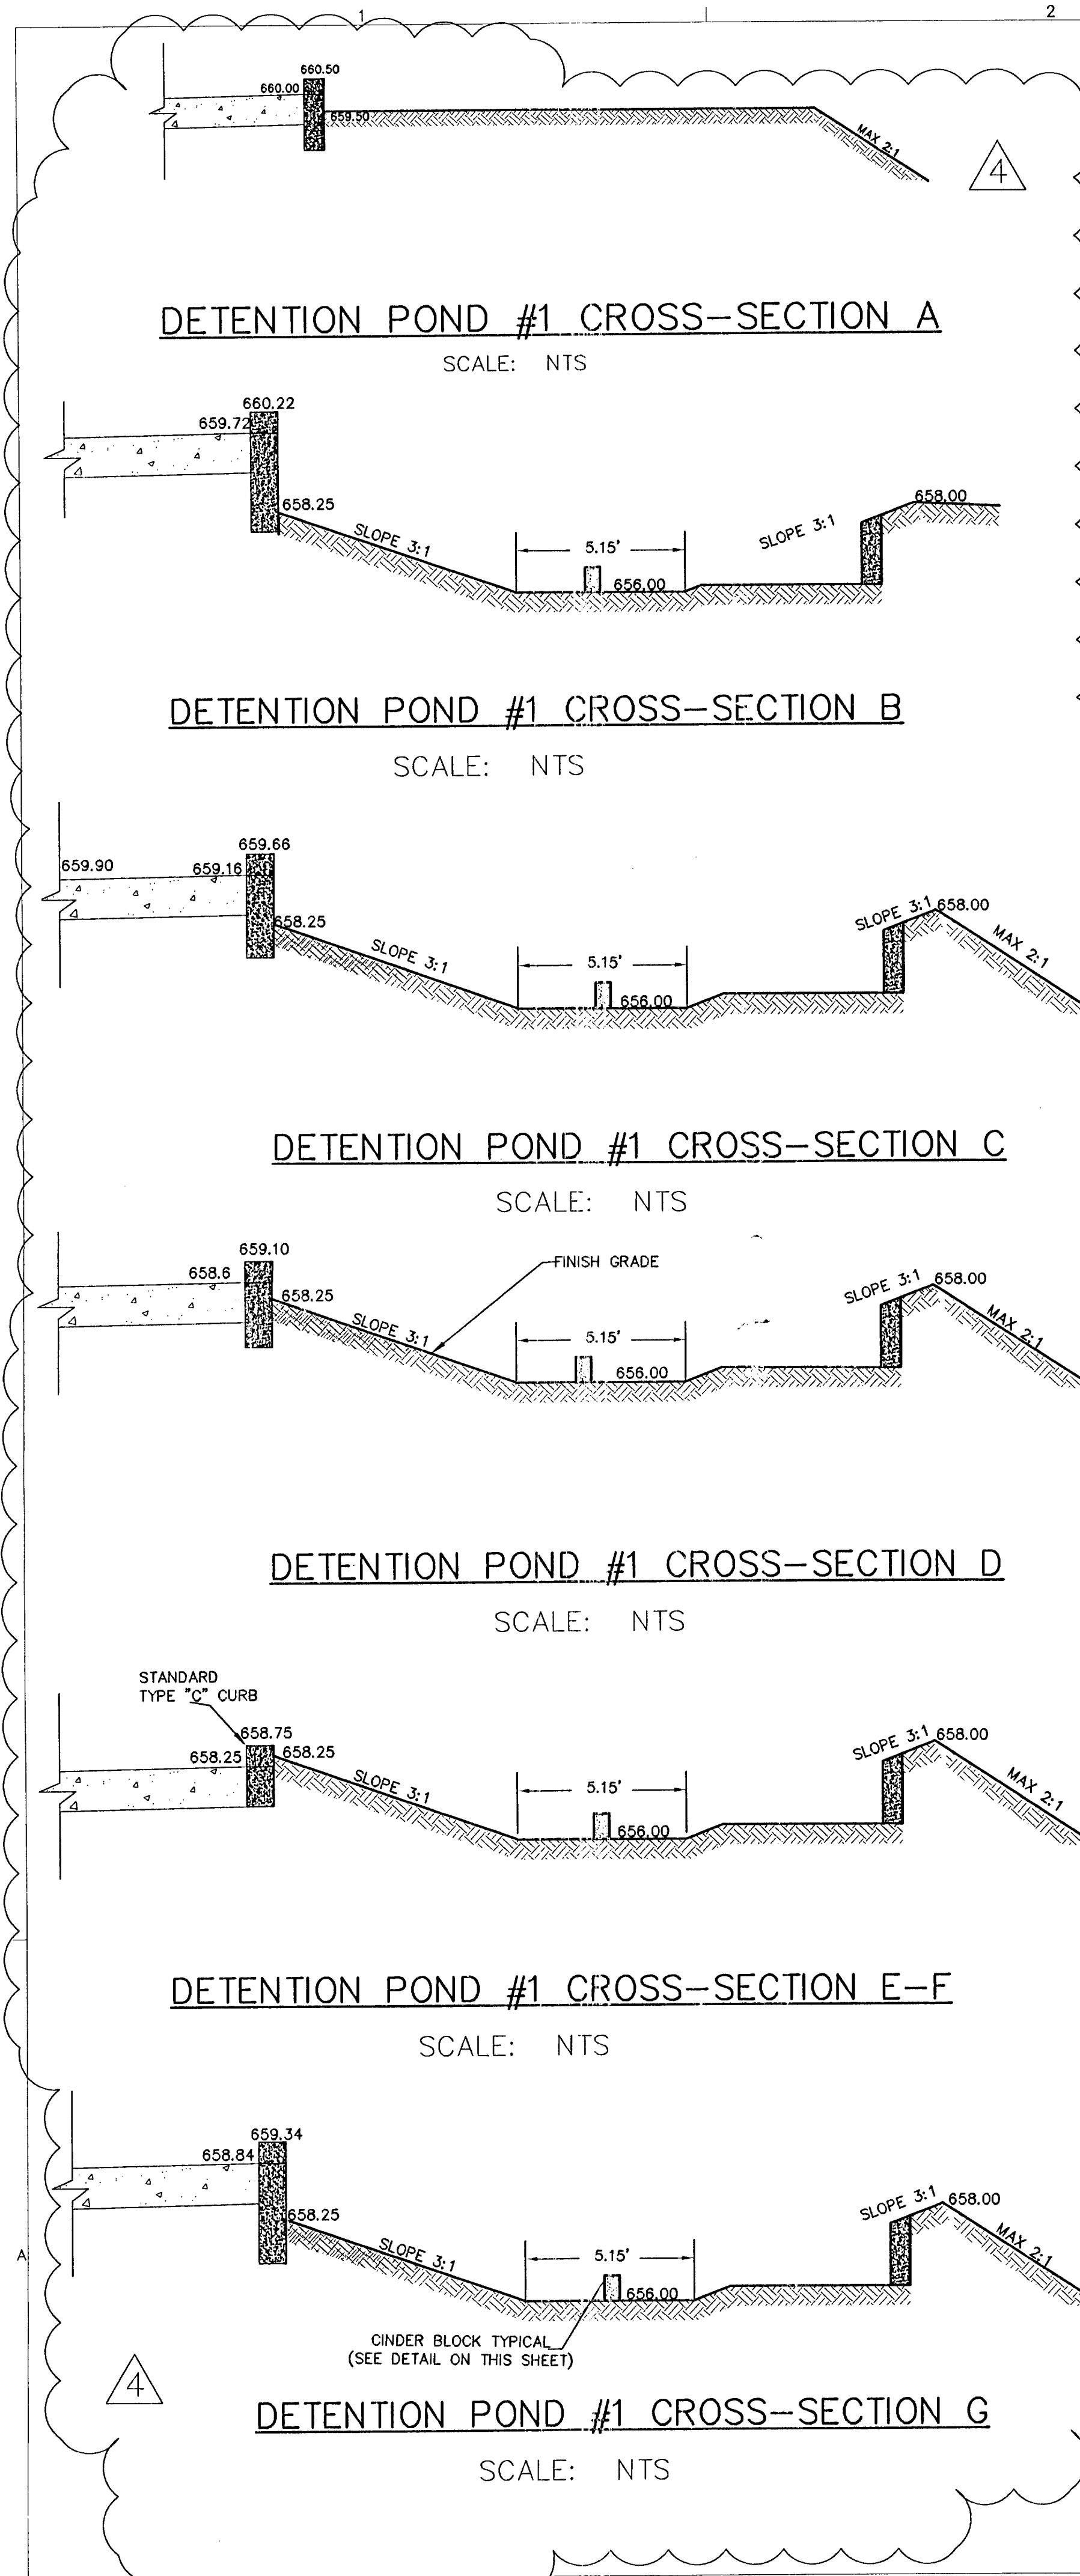 1
2
660.50
660.00
659.50
MAX 2:1
4
DETENTION POND #1 CROSS-SECTION A
SCALE: NTS
660.22
659.72
658.25
SLOPE 3:1
5.15'
656.00
SLOPE 3:1
658.00
DETENTION POND #1 CROSS-SECTION B
SCALE: NTS
659.66
659.90
659.16
658.25
SLOPE 3:1
5.15'
656.00
SLOPE 3:1
658.00
MAX 2:1
DETENTION POND #1 CROSS-SECTION C
SCALE: NTS
659.10
658.6
658.25
SLOPE 3:1
FINISH GRADE
5.15'
656.00
SLOPE 3:1
658.00
MAX 2:1
DETENTION POND #1 CROSS-SECTION D
SCALE: NTS
STANDARD
TYPE "C" CURB
658.75
658.25
658.25
SLOPE 3:1
5.15'
656.00
SLOPE 3:1
658.00
MAX 2:1
DETENTION POND #1 CROSS-SECTION E-F
SCALE: NTS
659.34
658.84
658.25
SLOPE 3:1
5.15'
656.00
SLOPE 3:1
658.00
MAX 2:1
A
CINDER BLOCK TYPICAL
(SEE DETAIL ON THIS SHEET)
4
DETENTION POND #1 CROSS-SECTION G
SCALE: NTS